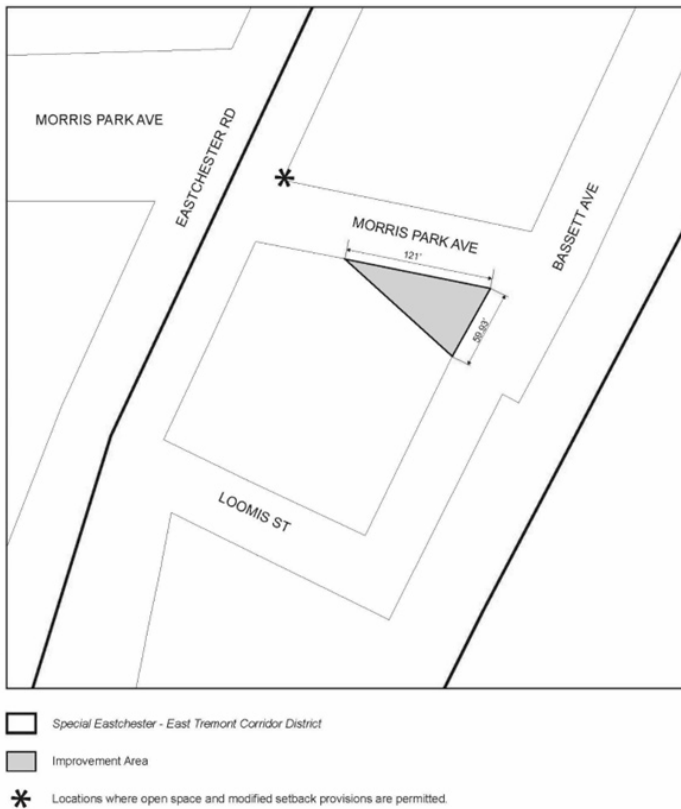 MORRIS PARK AVE
EASTCHESTER RD
MORRIS PARK AVE
121'
BASSETT AVE
59.93'
LOOMIS ST
Special Eastchester - East Tremont Corridor District
Improvement Area
Locations where open space and modified setback provisions are permitted.